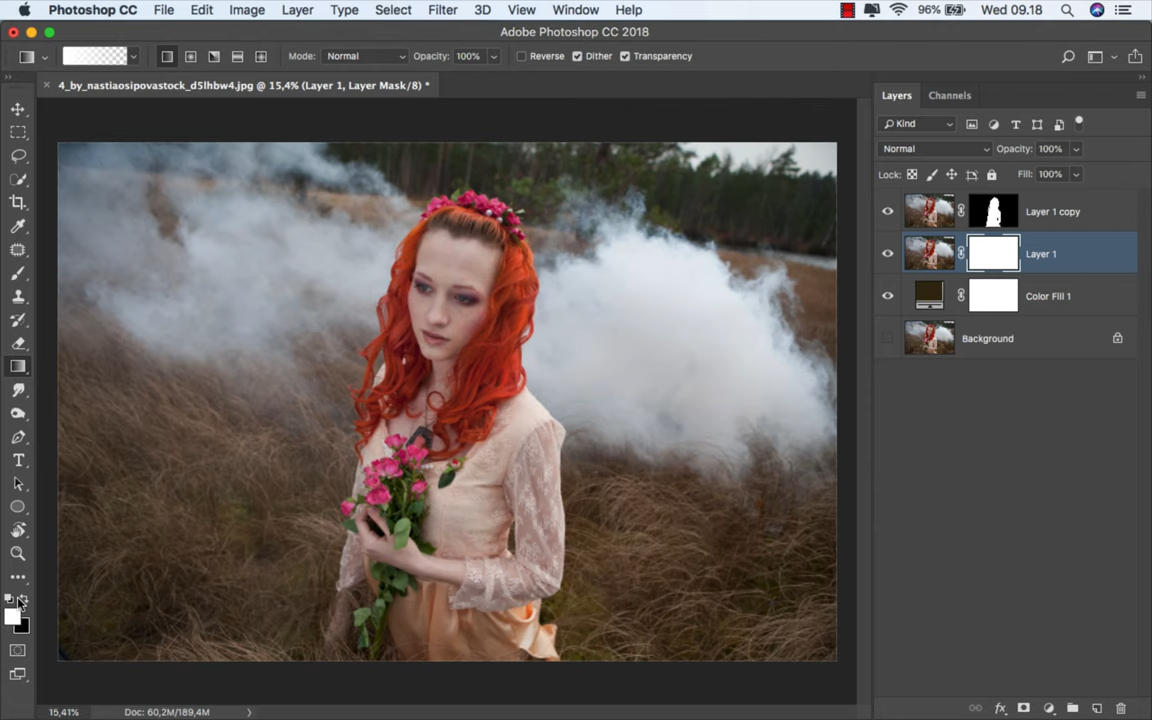 Photoshop CC File Edit Image Layer Type Select Filter 3D View Window Help 96% Wed 09.18
Adobe Photoshop CC 2018
Mode: Normal Opacity: 100% Reverse Dither Transparency
4_by_nastiaosipovastock_d5lhbw4.jpg @ 15,4% (Layer 1, Layer Mask/8) *
Layers Channels
Kind
Normal Opacity: 100%
Lock: Fill: 100%
Layer 1 copy
Layer 1
Color Fill 1
Background
15,41% Doc: 60,2M/189,4M